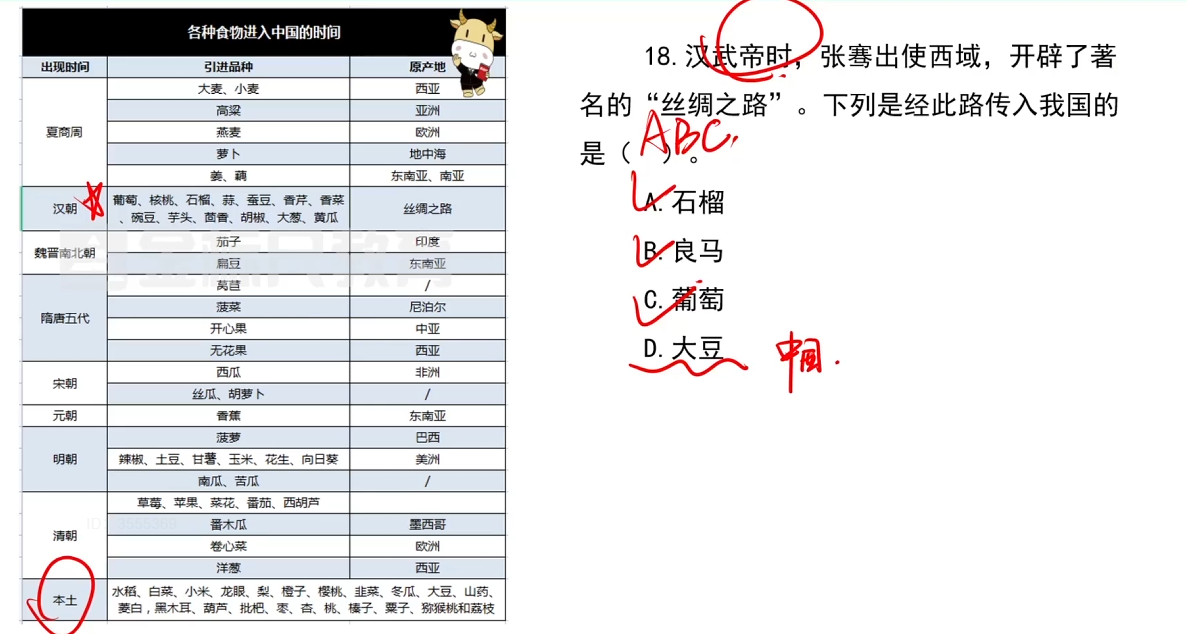 各种食物进入中国的时间
出现时间 引进品种 原产地
夏商周
大麦、小麦 西亚
高粱 亚洲
燕麦 欧洲
萝卜 地中海
姜、藕 东南亚、南亚
汉朝
葡萄、核桃、石榴、蒜、蚕豆、香芹、香菜
、碗豆、芋头、茴香、胡椒、大葱、黄瓜
丝绸之路
魏晋南北朝
茄子 印度
扁豆 东南亚
隋唐五代
莴苣 /
菠菜 尼泊尔
开心果 中亚
无花果 西亚
宋朝
西瓜 非洲
丝瓜、胡萝卜 /
元朝 香蕉 东南亚
明朝
菠萝 巴西
辣椒、土豆、甘薯、玉米、花生、向日葵 美洲
南瓜、苦瓜 /
清朝
草莓、苹果、菜花、番茄、西胡芦
番木瓜 墨西哥
卷心菜 欧洲
洋葱 西亚
本土
水稻、白菜、小米、龙眼、梨、橙子、樱桃、韭菜、冬瓜、大豆、山药、
菱白，黑木耳、葫芦、批杷、枣、杏、桃、榛子、粟子、猕猴桃和荔枝
18. 汉武帝时，张骞出使西域，开辟了著
名的“丝绸之路”。下列是经此路传入我国的
是（ ）。
ABC.
A. 石榴
B. 良马
C. 葡萄
D. 大豆
中国.